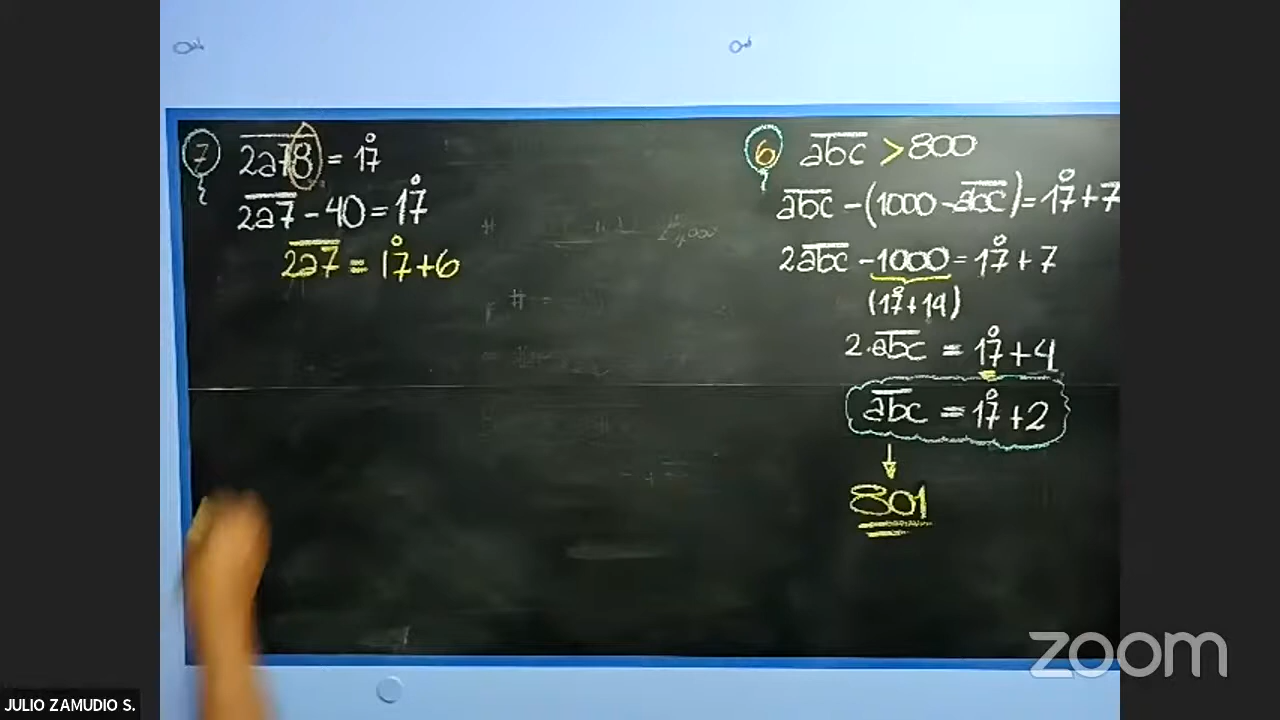 7 2a78 = 17°
2a7 - 40 = 17°
2a7 = 17° + 6
6 abc > 800
abc - (1000 - abc) = 17° + 7
2abc - 1000 = 17° + 7
(17° + 14)
2.abc = 17° + 4
abc = 17° + 2
801
zoom
JULIO ZAMUDIO S.